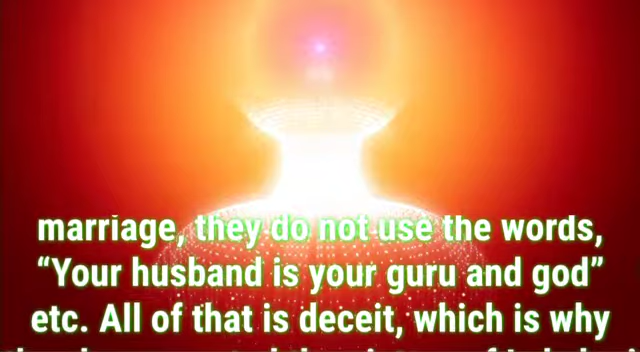 marriage, they do not use the words,
“Your husband is your guru and god”
etc. All of that is deceit, which is why